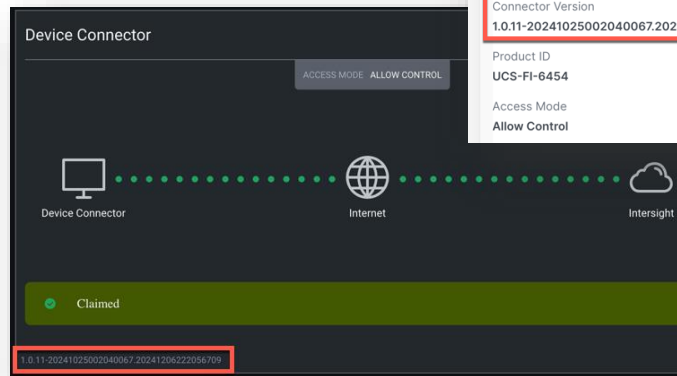 Device Connector
ACCESS MODE ALLOW CONTROL
Device Connector
Internet
Intersight
Claimed
1.0.11-20241025002040067.20241206222056709
Connector Version
1.0.11-20241025002040067.202
Product ID
UCS-FI-6454
Access Mode
Allow Control